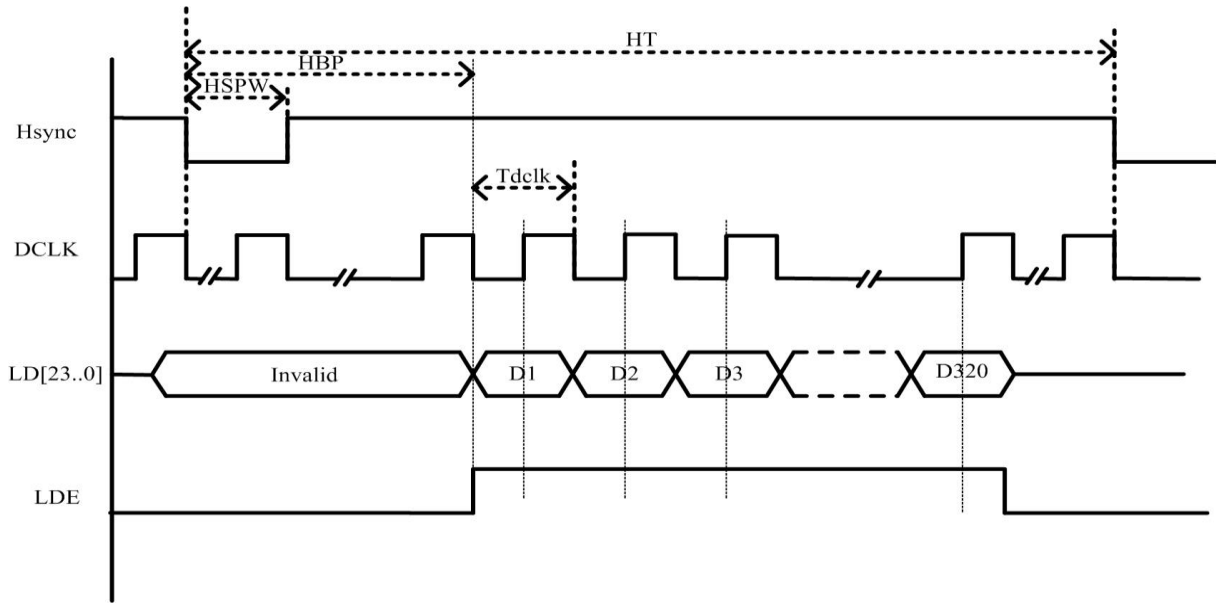 HT
HBP
HSPW
Hsync
Tdclk
DCLK
LD[23..0]
Invalid
D1
D2
D3
D320
LDE